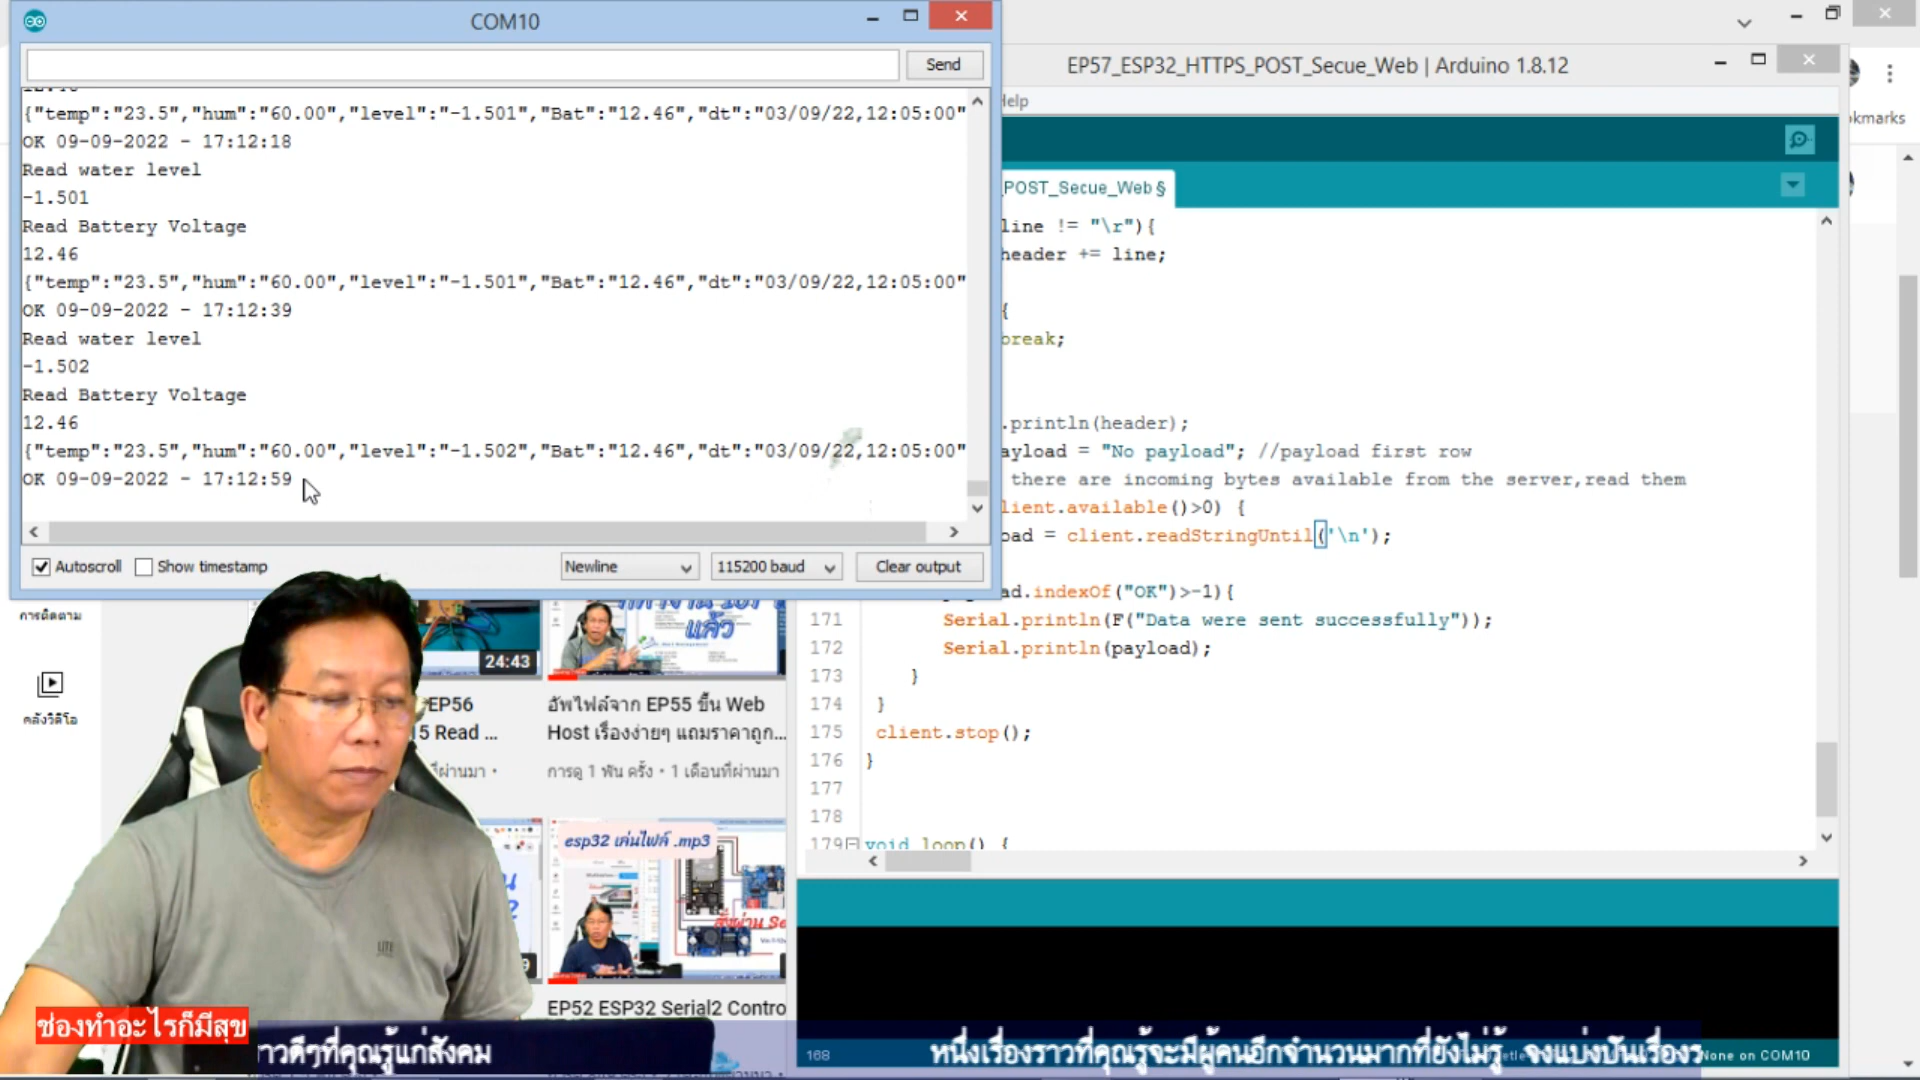 COM10
Send
{"temp":"23.5","hum":"60.00","level":"-1.501","Bat":"12.46","dt":"03/09/22,12:05:00"
OK 09-09-2022 - 17:12:18
Read water level
-1.501
Read Battery Voltage
12.46
{"temp":"23.5","hum":"60.00","level":"-1.501","Bat":"12.46","dt":"03/09/22,12:05:00"
OK 09-09-2022 - 17:12:39
Read water level
-1.502
Read Battery Voltage
12.46
{"temp":"23.5","hum":"60.00","level":"-1.502","Bat":"12.46","dt":"03/09/22,12:05:00"
OK 09-09-2022 - 17:12:59
Autoscroll
Show timestamp
Newline
115200 baud
Clear output
EP57_ESP32_HTTPS_POST_Secue_Web | Arduino 1.8.12
Help
okmarks
_POST_Secue_Web §
line != "\r"){
header += line;
{
break;
.println(header);
ayload = "No payload"; //payload first row
there are incoming bytes available from the server,read them
lient.available()>0) {
oad = client.readStringUntil('\n');
ad.indexOf("OK")>-1){
171 Serial.println(F("Data were sent successfully"));
172 Serial.println(payload);
173 }
174 }
175 client.stop();
176 }
177
178
179 void loop() {
การติดตาม
คลังวิดีโอ
24:43
แล้ว
EP56
15 Read ...
ที่ผ่านมา •
อัพไฟล์จาก EP55 ขึ้น Web
Host เรื่องง่ายๆ แถมราคาถูก...
การดู 1 พัน ครั้ง • 1 เดือนที่ผ่านมา
esp32 เล่นไฟล์ .mp3
EP52 ESP32 Serial2 Contro
LITE
ช่องทำอะไรก็มีสุข
าวดีๆที่คุณรู้แก่สังคม
168
หนึ่งเรื่องราวที่คุณรู้จะมีผู้คนอีกจำนวนมากที่ยังไม่รู้ จงแบ่งบันเรื่องร
None on COM10